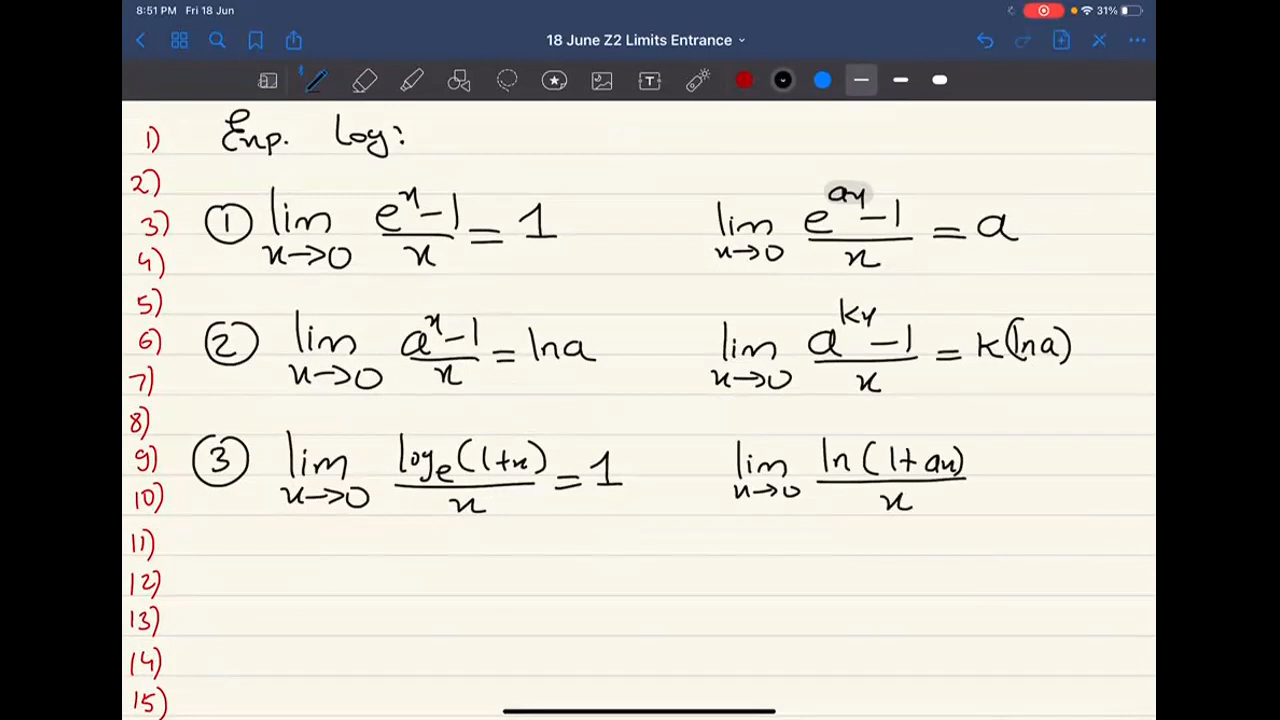 8:51 PM Fri 18 Jun 31%
18 June Z2 Limits Entrance
T
1) Exp. log:
2)
3) ① lim x→0 (e^x - 1)/x = 1 lim x→0 (e^ax - 1)/x = a
4)
5)
6) ② lim x→0 (a^x - 1)/x = ln a lim x→0 (a^kx - 1)/x = k(ln a)
7)
8)
9) ③ lim x→0 log_e(1+x)/x = 1 lim x→0 ln(1+ax)/x
10)
11)
12)
13)
14)
15)